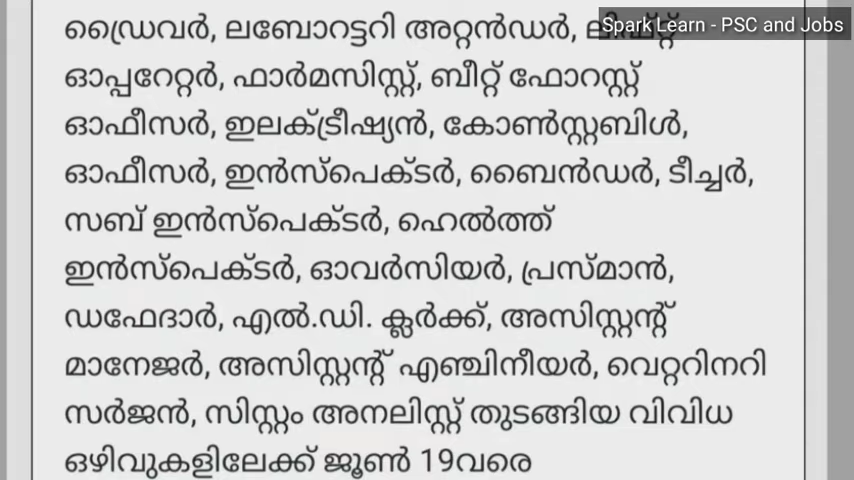 ഡ്രൈവർ, ലബോറട്ടറി അറ്റൻഡർ, ലിഫ്റ്റ്
Spark Learn - PSC and Jobs
ഓപ്പറേറ്റർ, ഫാർമസിസ്റ്റ്, ബീറ്റ് ഫോറസ്റ്റ്
ഓഫീസർ, ഇലക്ട്രീഷ്യൻ, കോൺസ്റ്റബിൾ,
ഓഫീസർ, ഇൻസ്പെക്ടർ, ബൈൻഡർ, ടീച്ചർ,
സബ് ഇൻസ്പെക്ടർ, ഹെൽത്ത്
ഇൻസ്പെക്ടർ, ഓവർസിയർ, പ്രസ്മാൻ,
ഡഫേദാർ, എൽ.ഡി. ക്ലർക്ക്, അസിസ്റ്റന്റ്
മാനേജർ, അസിസ്റ്റന്റ് എഞ്ചിനീയർ, വെറ്ററിനറി
സർജൻ, സിസ്റ്റം അനലിസ്റ്റ് തുടങ്ങിയ വിവിധ
ഒഴിവുകളിലേക്ക് ജൂൺ 19വരെ